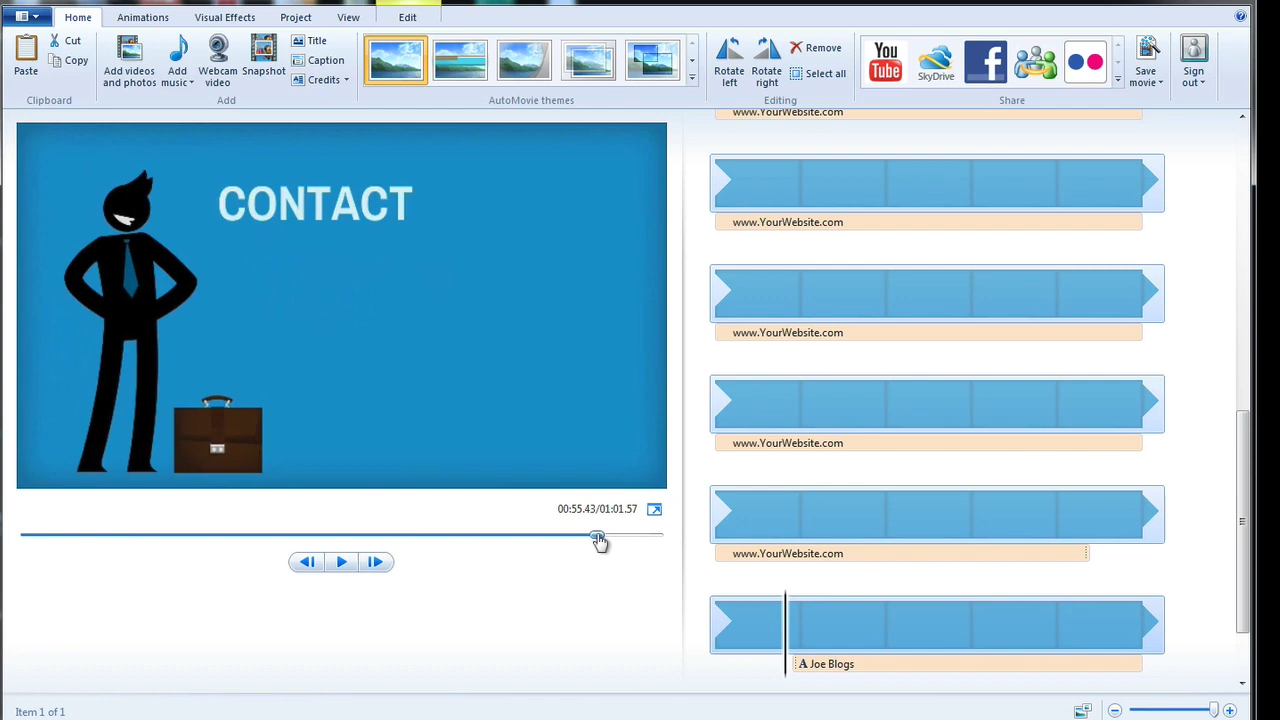 Home
Animations
Visual Effects
Project
View
Edit
Paste
Cut
Copy
Clipboard
Add videos
and photos
Add
music
Webcam
video
Snapshot
Title
Caption
Credits
Add
AutoMovie themes
Rotate
left
Rotate
right
Remove
Select all
Editing
You
Tube
SkyDrive
Share
Save
movie
Sign
out
CONTACT
00:55.43/01:01.57
www.YourWebsite.com
www.YourWebsite.com
www.YourWebsite.com
www.YourWebsite.com
www.YourWebsite.com
A Joe Blogs
Item 1 of 1